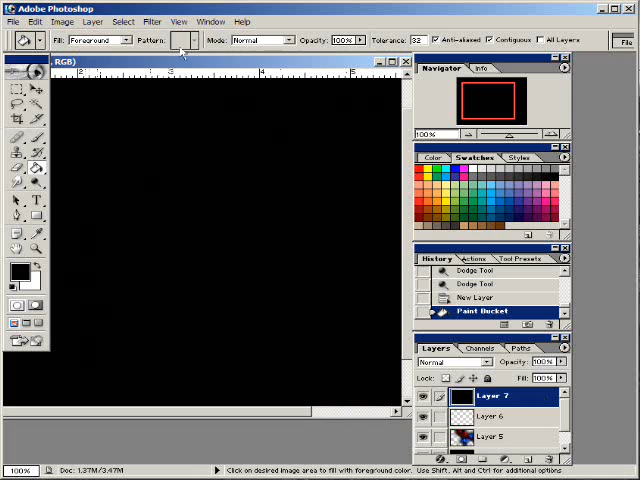 Adobe Photoshop
File Edit Image Layer Select Filter View Window Help
Fill: Foreground Pattern: Mode: Normal Opacity: 100% Tolerance: 32 Anti-aliased Contiguous All Layers File
RGB)
2 3 4 5
Navigator Info
100%
Color Swatches Styles
History Actions Tool Presets
Dodge Tool
Dodge Tool
New Layer
Paint Bucket
Layers Channels Paths
Normal Opacity: 100%
Lock: Fill: 100%
Layer 7
Layer 6
Layer 5
100% Doc: 1.37M/3.47M Click on desired image area to fill with foreground color. Use Shift, Alt and Ctrl for additional options